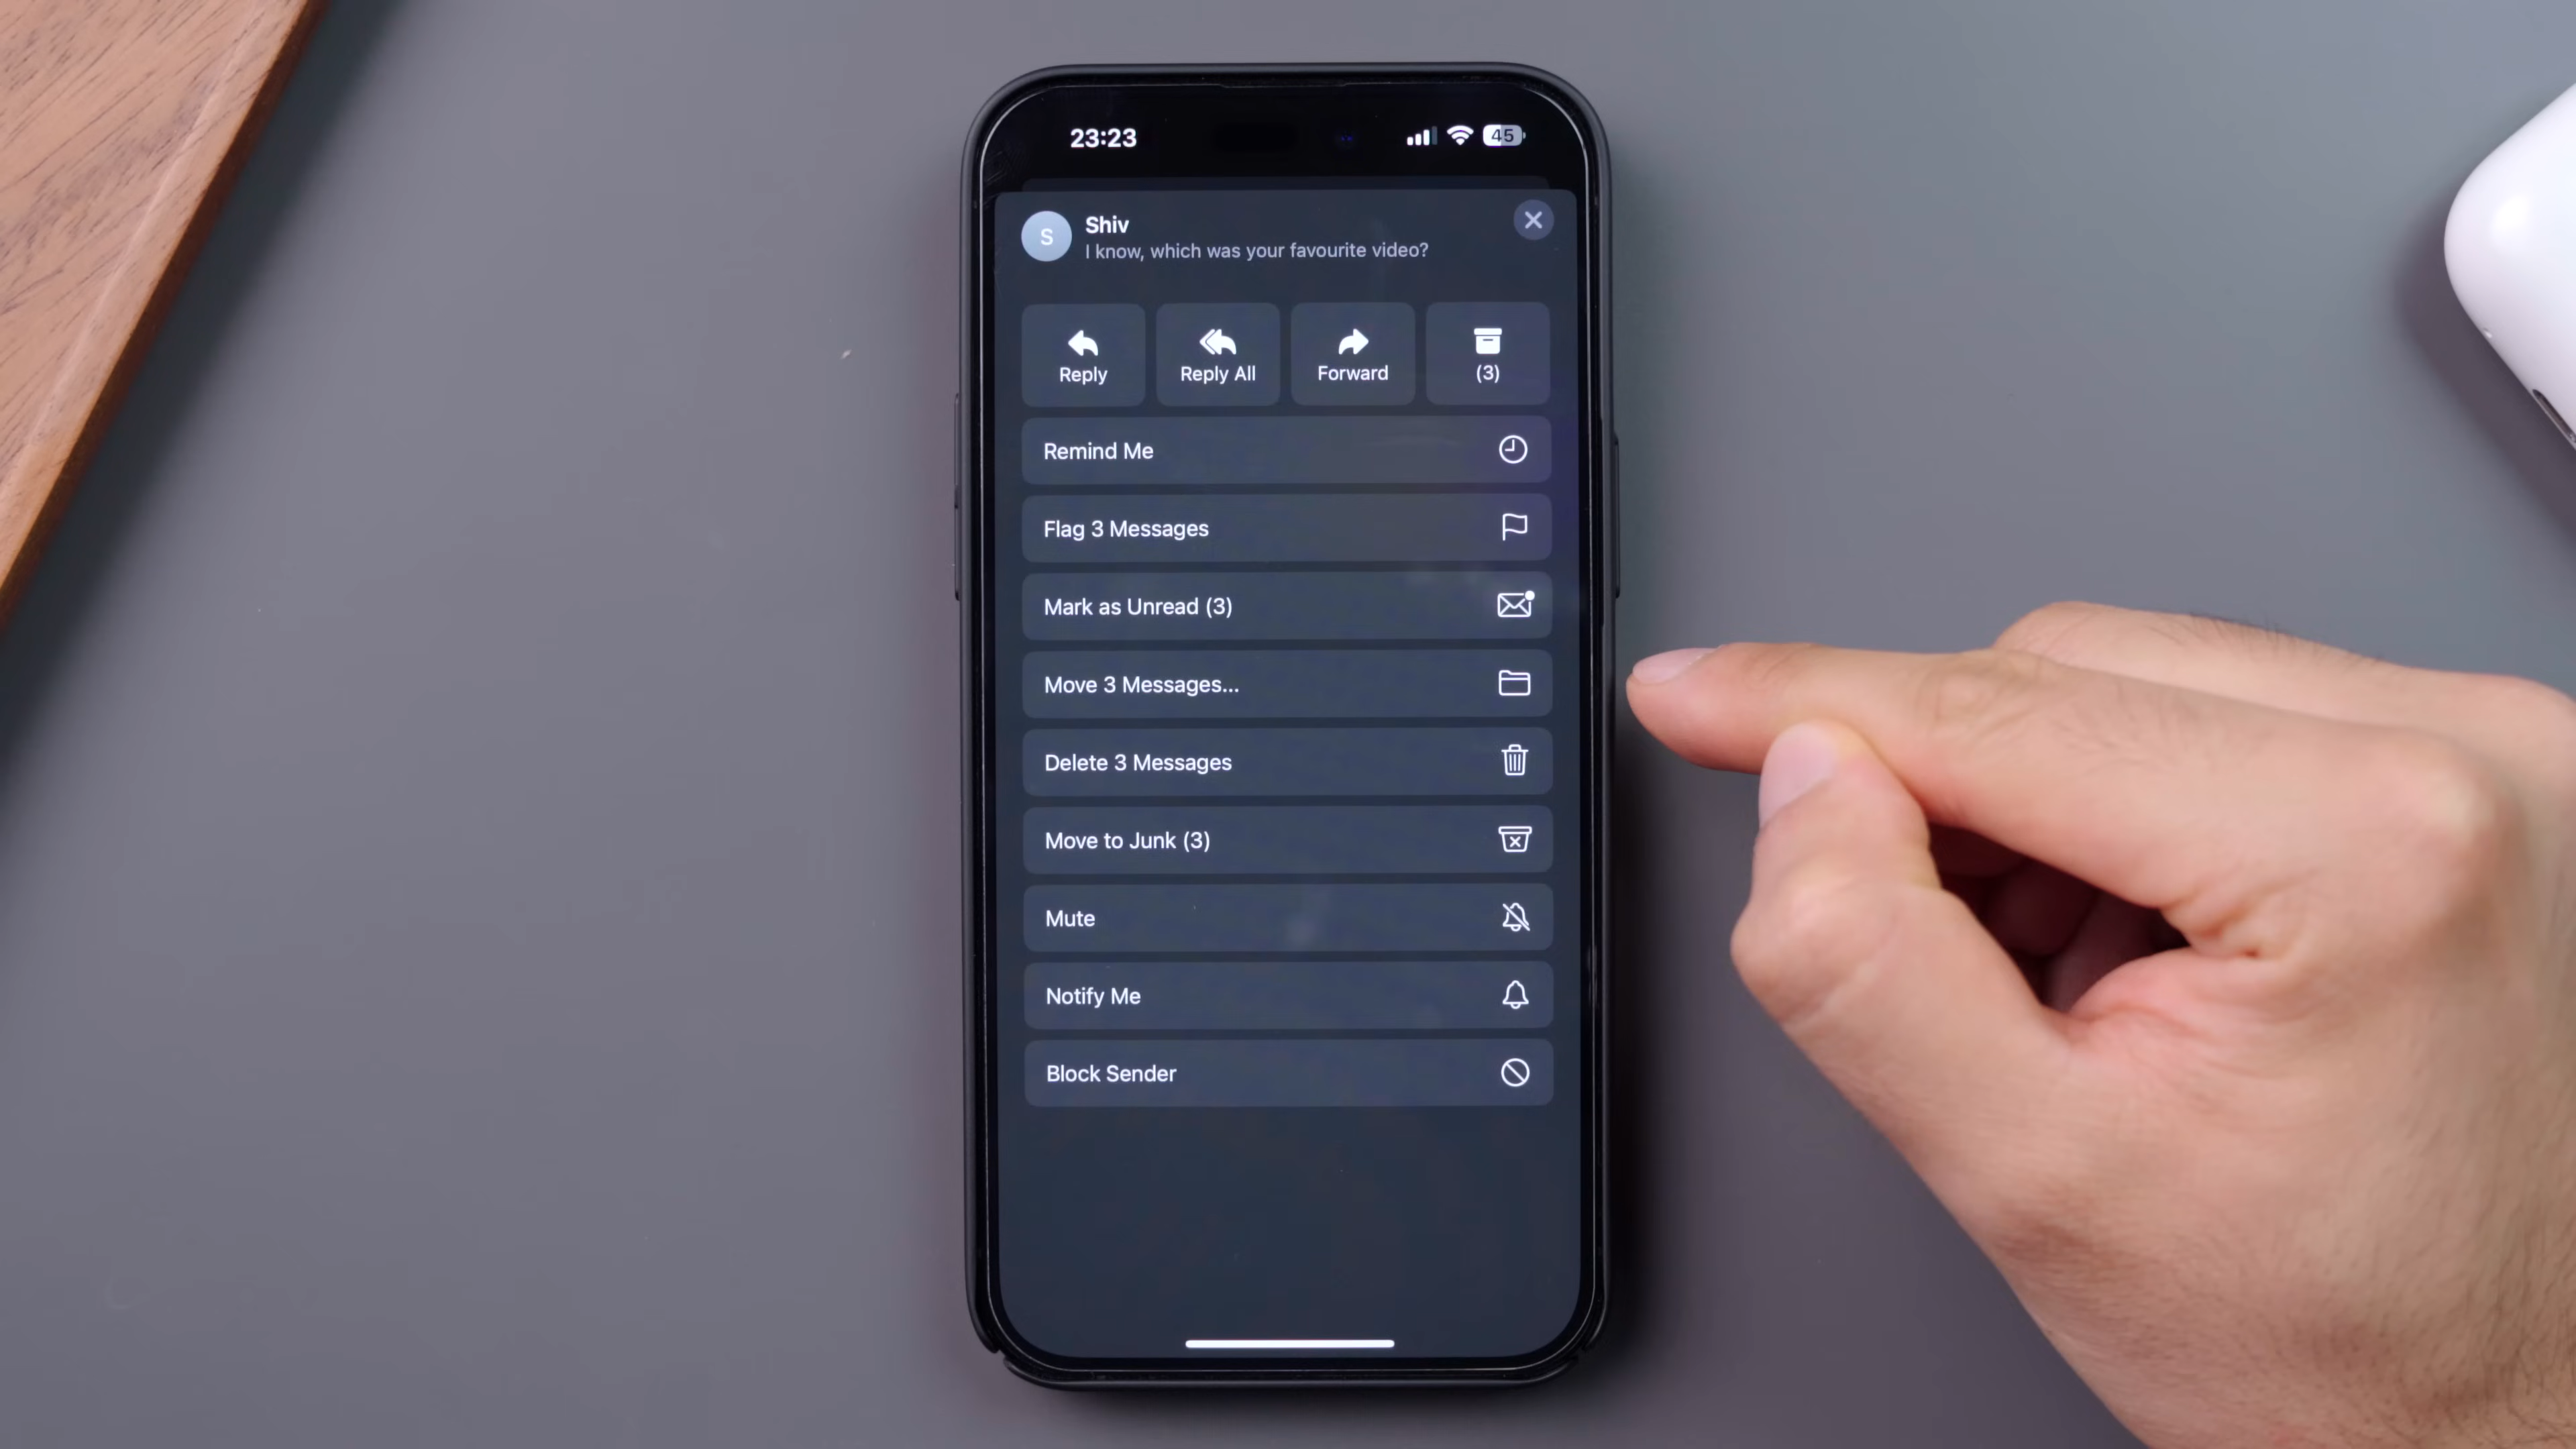 23:23
45
Shiv
S
I know, which was your favourite video?
Reply
Reply All
Forward
(3)
Remind Me
Flag 3 Messages
Mark as Unread (3)
Move 3 Messages...
Delete 3 Messages
Move to Junk (3)
Mute
Notify Me
Block Sender